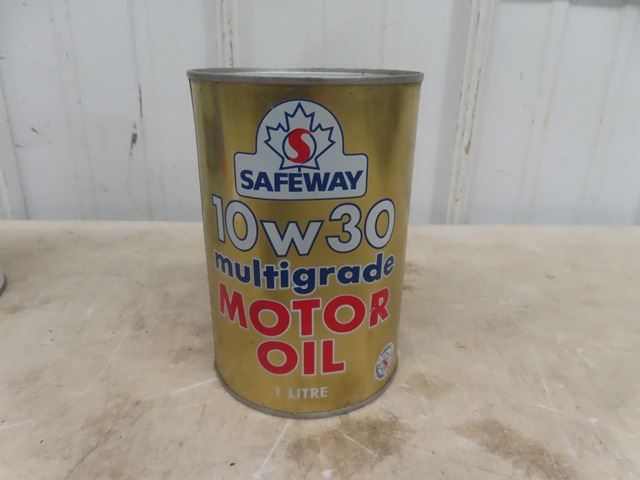 S
SAFEWAY
10w30
multigrade
MOTOR
OIL
1 LITRE